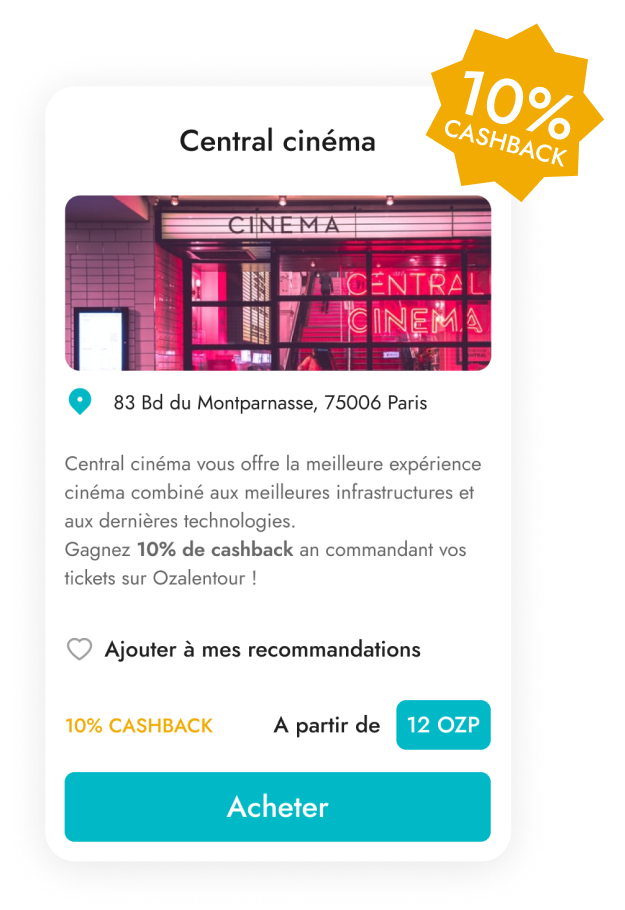 10%
CASHBACK
Central cinéma
CINEMA
CENTRAL
CINEMA
83 Bd du Montparnasse, 75006 Paris
Central cinéma vous offre la meilleure expérience
cinéma combiné aux meilleures infrastructures et
aux dernières technologies.
Gagnez 10% de cashback an commandant vos
tickets sur Ozalentour !
Ajouter à mes recommandations
10% CASHBACK
A partir de
12 OZP
Acheter